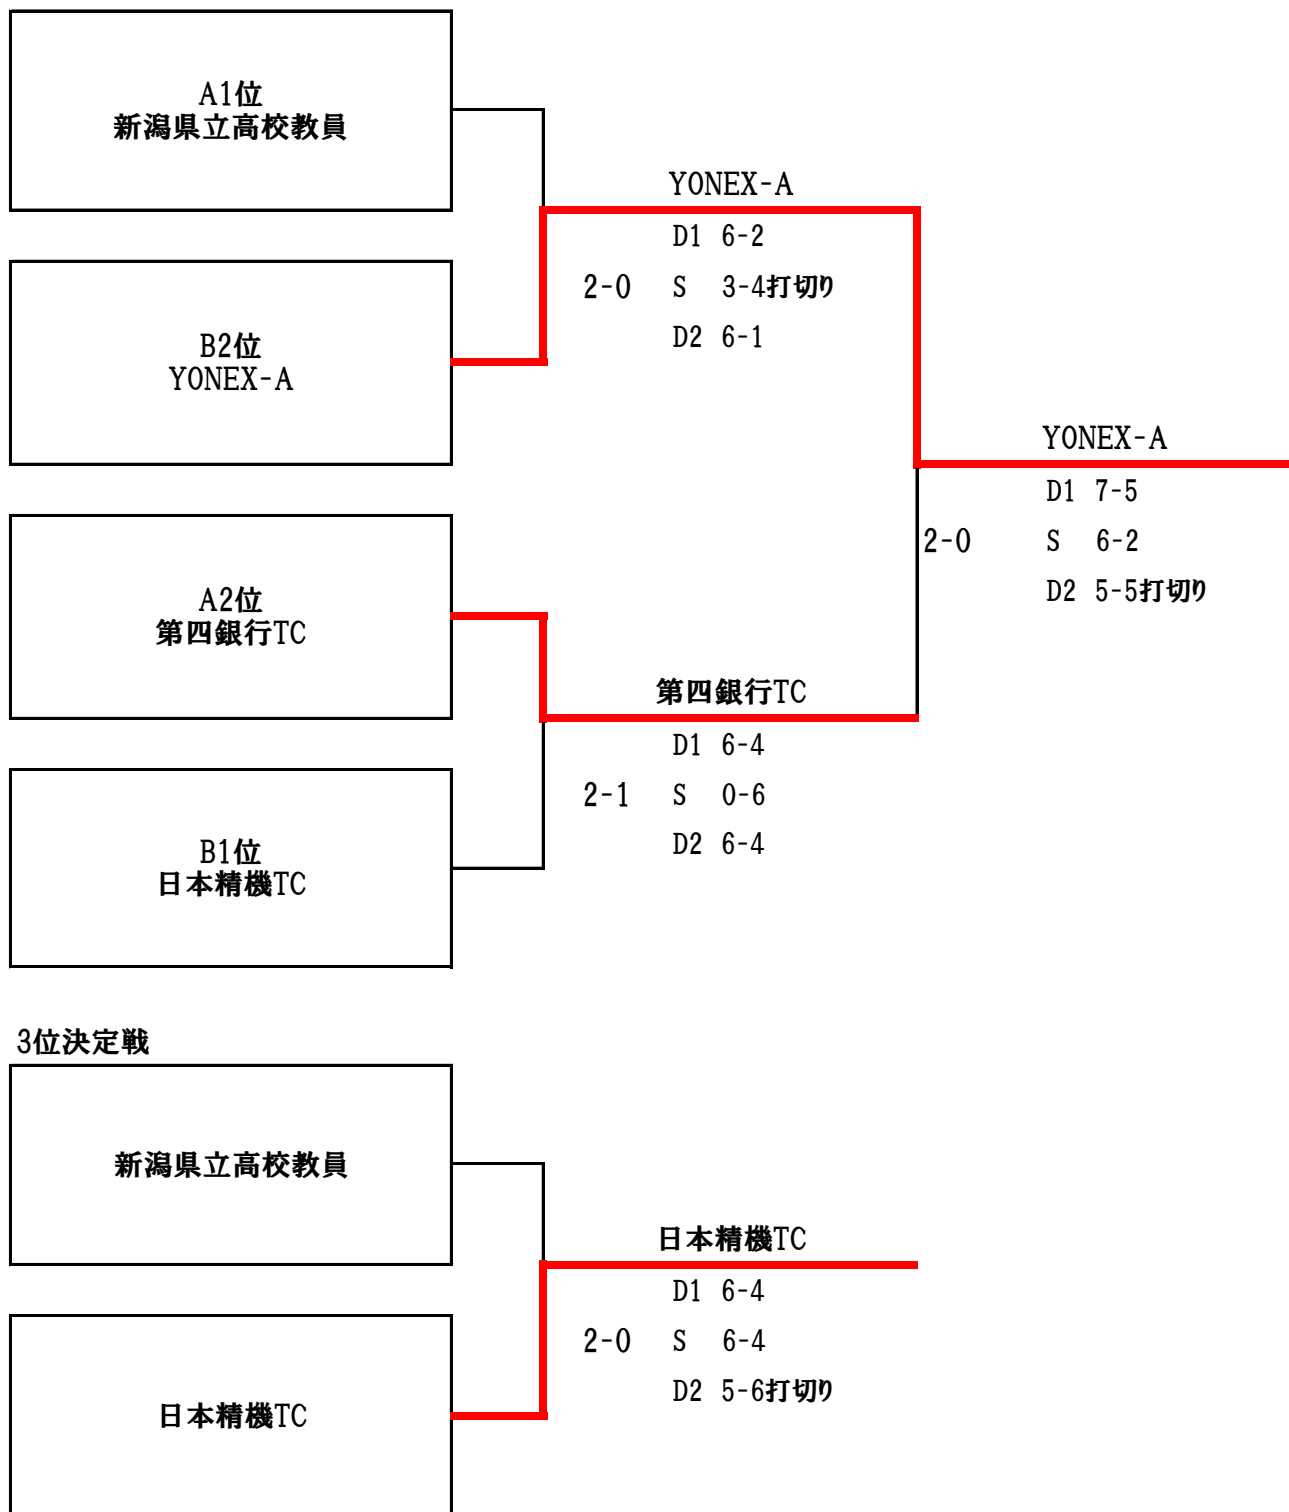 A1位
新潟県立高校教員
YONEX-A
D1 6-2
2-0 S 3-4打切り
D2 6-1
B2位
YONEX-A
YONEX-A
D1 7-5
2-0 S 6-2
D2 5-5打切り
A2位
第四銀行TC
第四銀行TC
D1 6-4
2-1 S 0-6
D2 6-4
B1位
日本精機TC
3位決定戦
新潟県立高校教員
日本精機TC
D1 6-4
2-0 S 6-4
D2 5-6打切り
日本精機TC